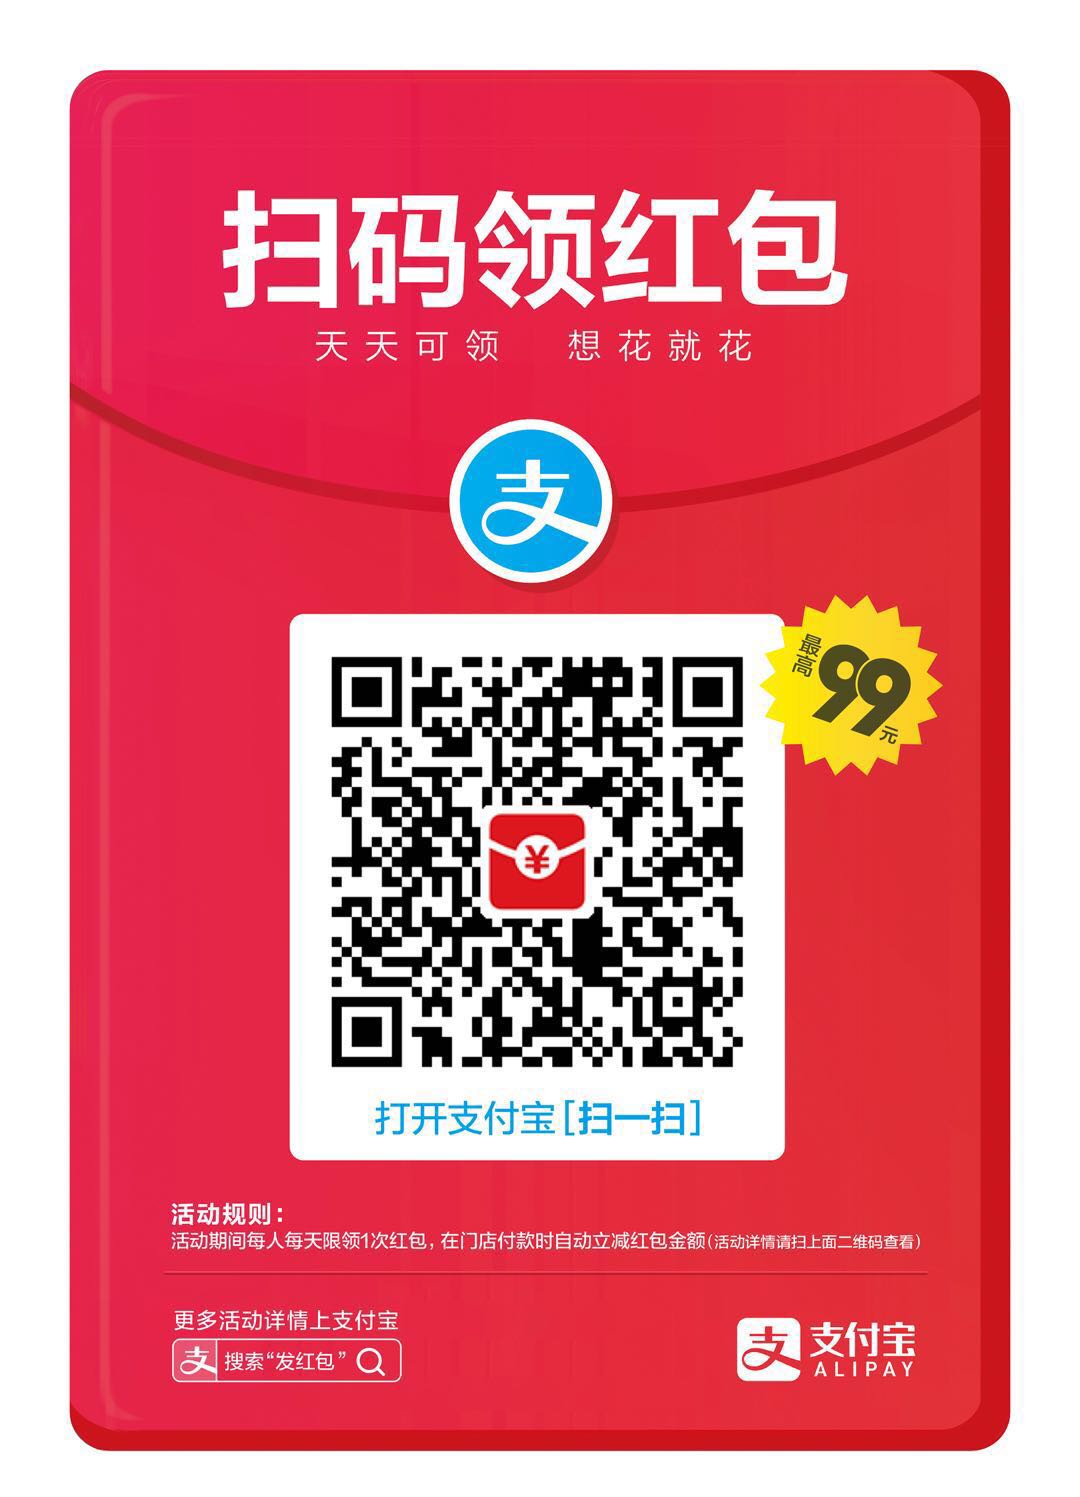 扫码领红包
天天可领 想花就花
支
最高99元
¥
打开支付宝[扫一扫]
活动规则：
活动期间每人每天限领1次红包，在门店付款时自动立减红包金额（活动详情请扫上面二维码查看）
更多活动详情上支付宝
支 搜索“发红包”
支 支付宝
ALIPAY